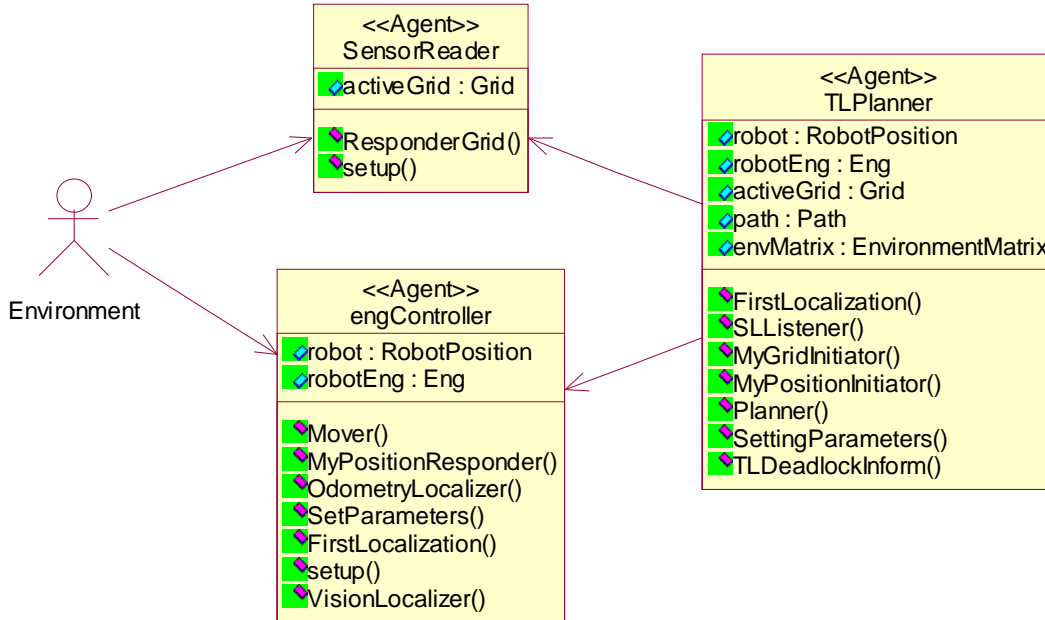 <<Agent>>
SensorReader
activeGrid : Grid
ResponderGrid()
setup()
<<Agent>>
TLPlanner
robot : RobotPosition
robotEng : Eng
activeGrid : Grid
path : Path
envMatrix : EnvironmentMatrix
FirstLocalization()
SLListener()
MyGridInitiator()
MyPositionInitiator()
Planner()
SettingParameters()
TLDeadlockInform()
Environment
<<Agent>>
engController
robot : RobotPosition
robotEng : Eng
Mover()
MyPositionResponder()
OdometryLocalizer()
SetParameters()
FirstLocalization()
setup()
VisionLocalizer()